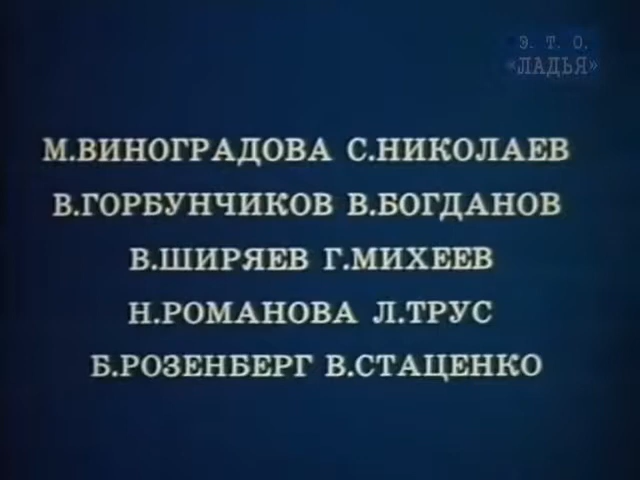 Э. Т. О.
«ЛАДЬЯ»
М.ВИНОГРАДОВА С.НИКОЛАЕВ
В.ГОРБУНЧИКОВ В.БОГДАНОВ
В.ШИРЯЕВ Г.МИХЕЕВ
Н.РОМАНОВА Л.ТРУС
Б.РОЗЕНБЕРГ В.СТАЦЕНКО